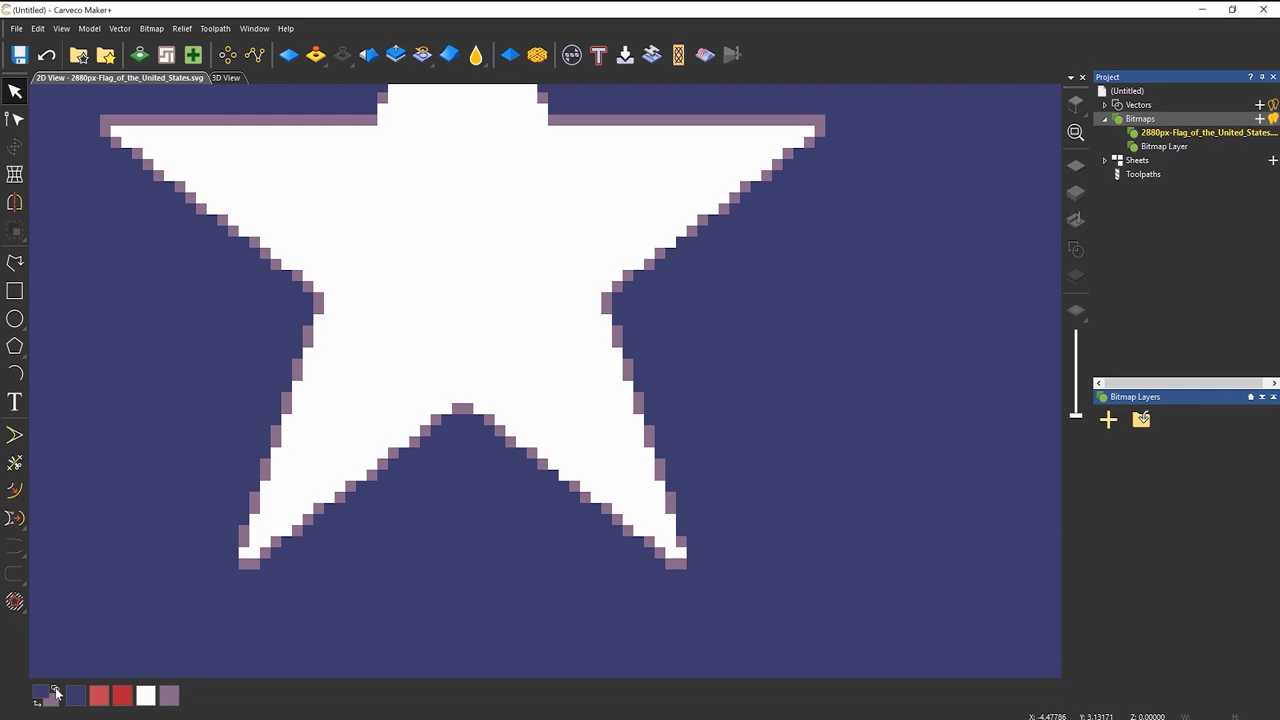 (Untitled) - Carveco Maker+
File Edit View Model Vector Bitmap Relief Toolpath Window Help
2D View - 2880px-Flag_of_the_United_States.svg 3D View
Project
(Untitled)
Vectors
Bitmaps
2880px-Flag_of_the_United_States....
Bitmap Layer
Sheets
Toolpaths
Bitmap Layers
T
X: -4.47786 Y: 3.13171 Z: 0.00000 W: H: